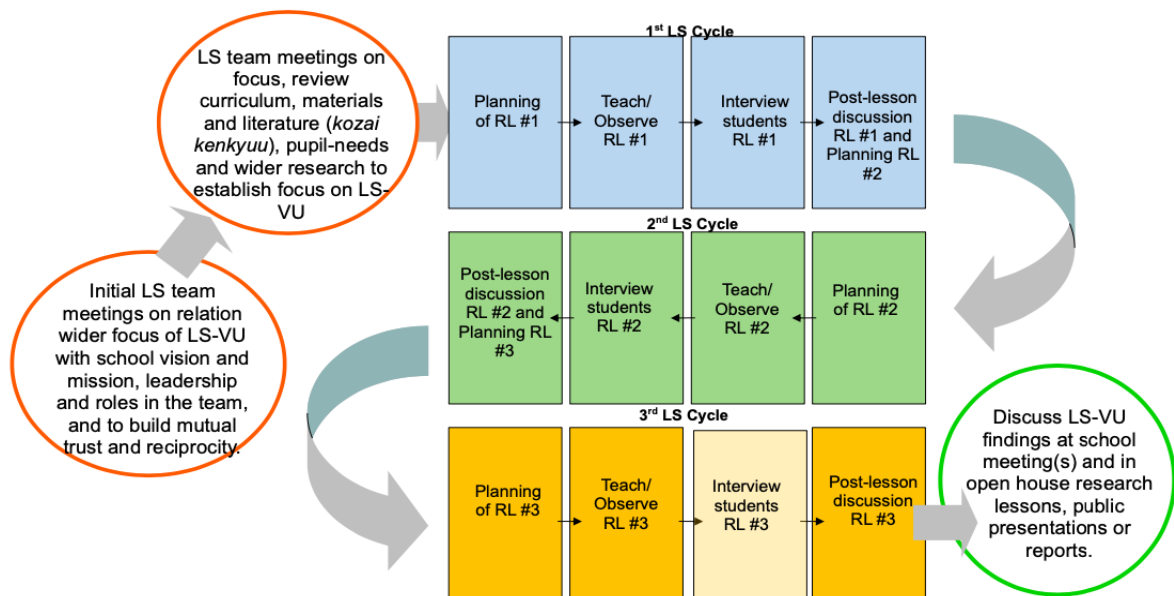 Initial LS team
meetings on relation
wider focus of LS-VU
with school vision and
mission, leadership
and roles in the team,
and to build mutual
trust and reciprocity.
LS team meetings on
focus, review
curriculum, materials
and literature (kozai
kenkyuu), pupil-needs
and wider research to
establish focus on LS-
VU
1st LS Cycle
Planning
of RL #1
Teach/
Observe
RL #1
Interview
students
RL #1
Post-lesson
discussion
RL #1 and
Planning RL
#2
2nd LS Cycle
Planning
of RL #2
Teach/
Observe
RL #2
Interview
students
RL #2
Post-lesson
discussion
RL #2 and
Planning RL
#3
3rd LS Cycle
Planning
of RL #3
Teach/
Observe
RL #3
Interview
students
RL #3
Post-lesson
discussion
RL #3
Discuss LS-VU
findings at school
meeting(s) and in
open house research
lessons, public
presentations or
reports.